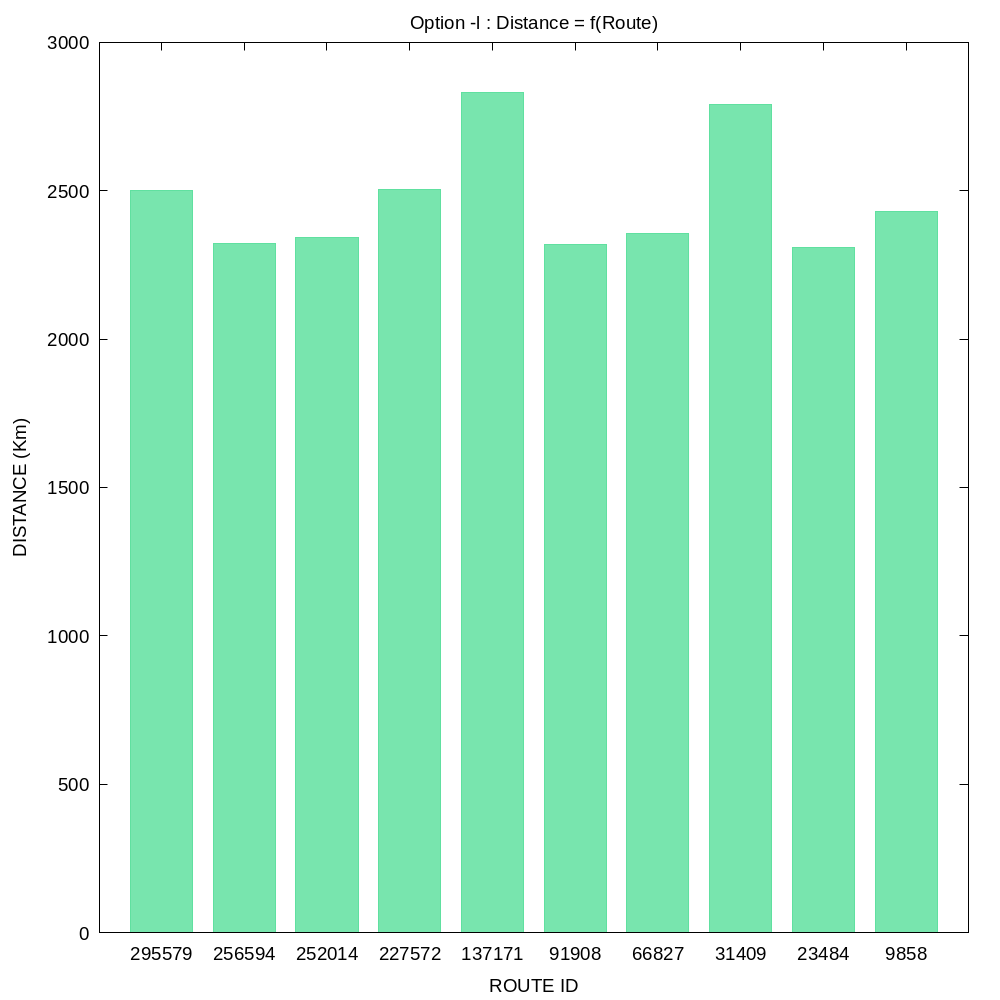 Option -l : Distance = f(Route)
3000
2500
2000
1500
1000
500
0
DISTANCE (Km)
295579 256594 252014 227572 137171 91908 66827 31409 23484 9858
ROUTE ID